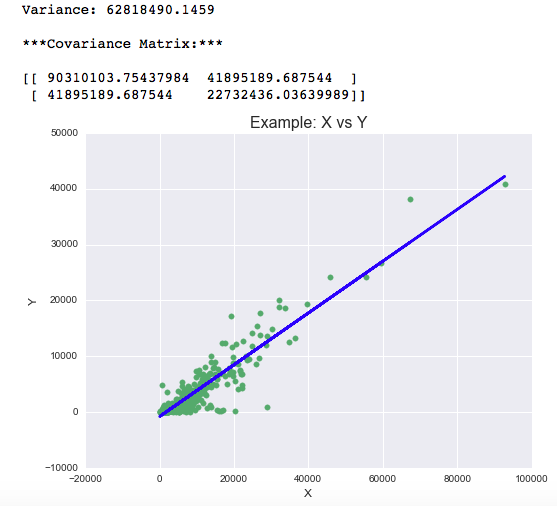 Variance: 62818490.1459
***Covariance Matrix:***
[[ 90310103.75437984 41895189.687544 ]
[ 41895189.687544 22732436.03639989]]
Example: X vs Y
50000
40000
30000
20000
10000
0
−10000
Y
−20000 0 20000 40000 60000 80000 100000
X